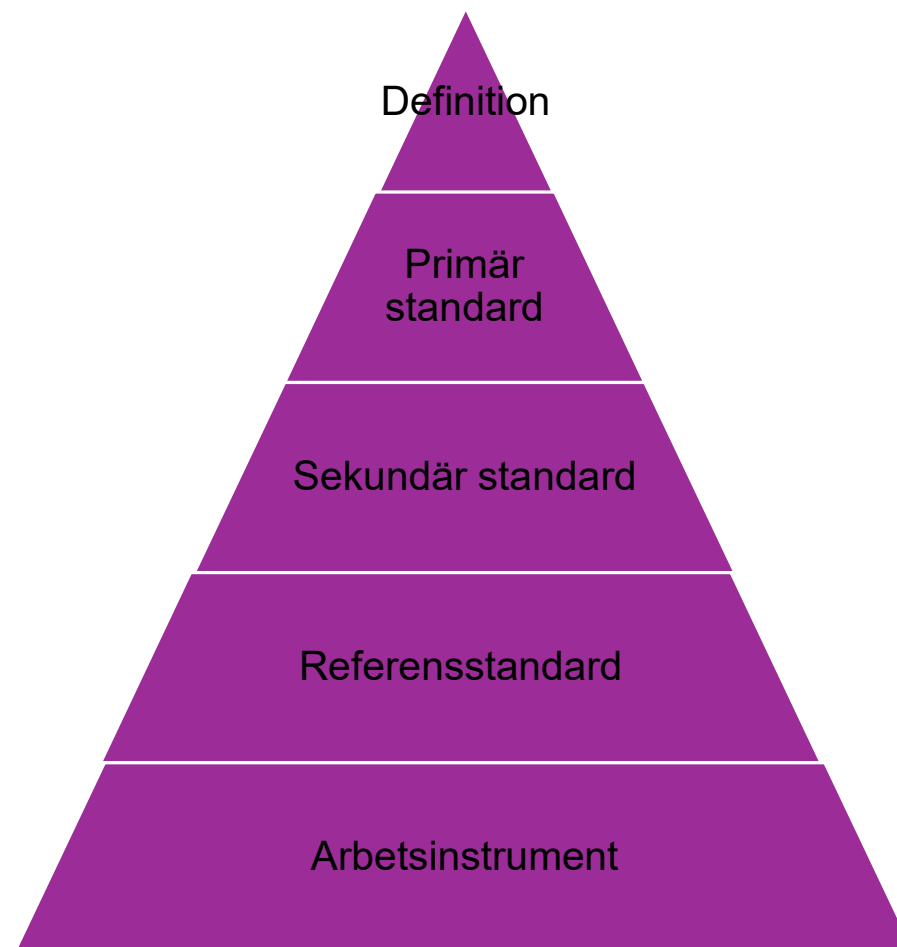 Definition
Primär
standard
Sekundär standard
Referensstandard
Arbetsinstrument